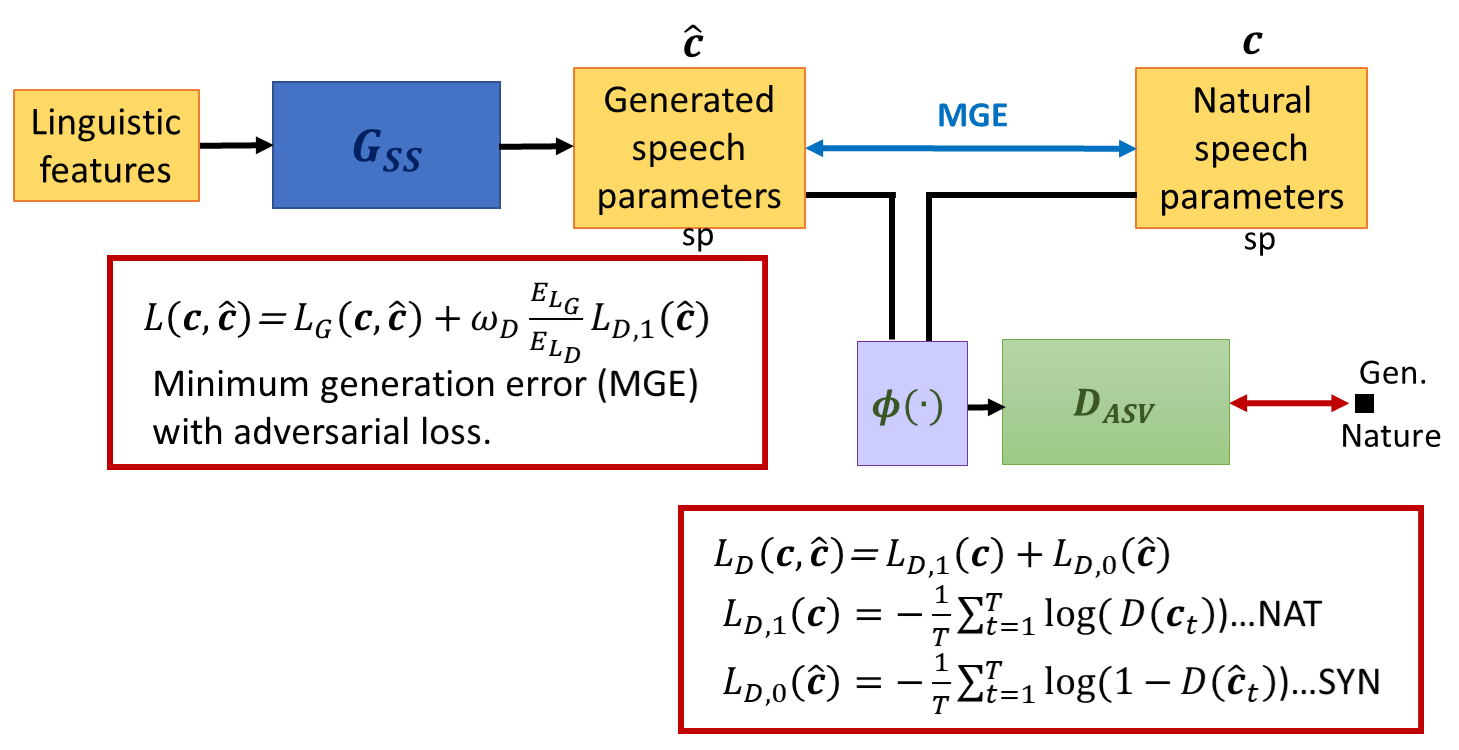 ĉ
c
Linguistic
features
G_SS
Generated
speech
parameters
sp
MGE
Natural
speech
parameters
sp
L(c, ĉ)=L_G(c, ĉ) + ω_D E_{L_G}/E_{L_D} L_{D,1}(ĉ)
Minimum generation error (MGE)
with adversarial loss.
ϕ(·)
D_ASV
Gen.
Nature
L_D(c, ĉ)=L_{D,1}(c) + L_{D,0}(ĉ)
L_{D,1}(c) = − 1/T ∑_{t=1}^{T} log( D(c_t))…NAT
L_{D,0}(ĉ) = − 1/T ∑_{t=1}^{T} log(1 − D(ĉ_t))…SYN